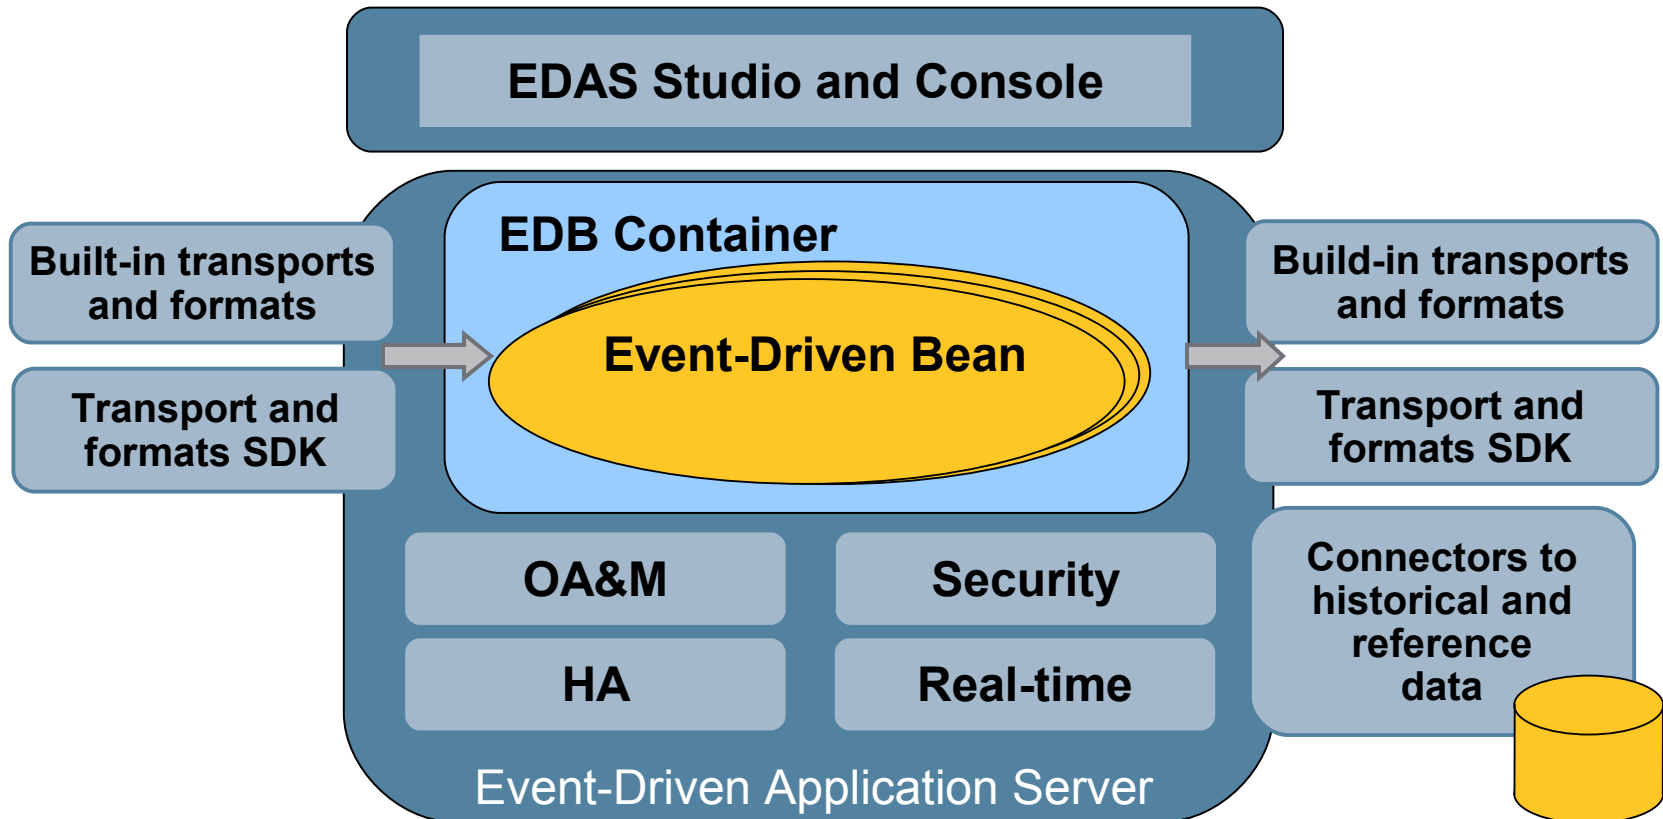 EDAS Studio and Console
EDB Container
Event-Driven Bean
Built-in transports
and formats
Transport and
formats SDK
Build-in transports
and formats
Transport and
formats SDK
OA&M
Security
HA
Real-time
Connectors to
historical and
reference
data
Event-Driven Application Server